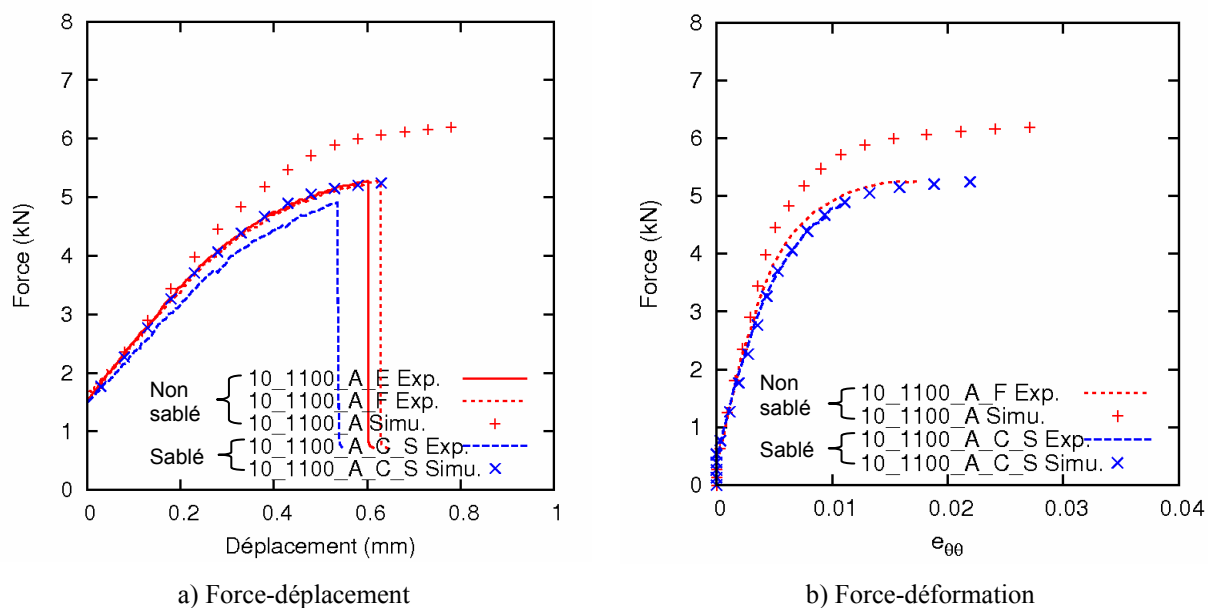 8
7
6
5
4
3
2
1
0
Force (kN)
0
0.2
0.4
0.6
0.8
1
Déplacement (mm)
Non sablé
Sablé
10_1100_A_E Exp.
10_1100_A_F Exp.
10_1100_A Simu.
10_1100_A_C_S Exp.
10_1100_A_C_S Simu.
a) Force-déplacement
8
7
6
5
4
3
2
1
0
Force (kN)
0
0.01
0.02
0.03
0.04
e_θθ
Non sablé
Sablé
10_1100_A_F Exp.
10_1100_A Simu.
10_1100_A_C_S Exp.
10_1100_A_C_S Simu.
b) Force-déformation